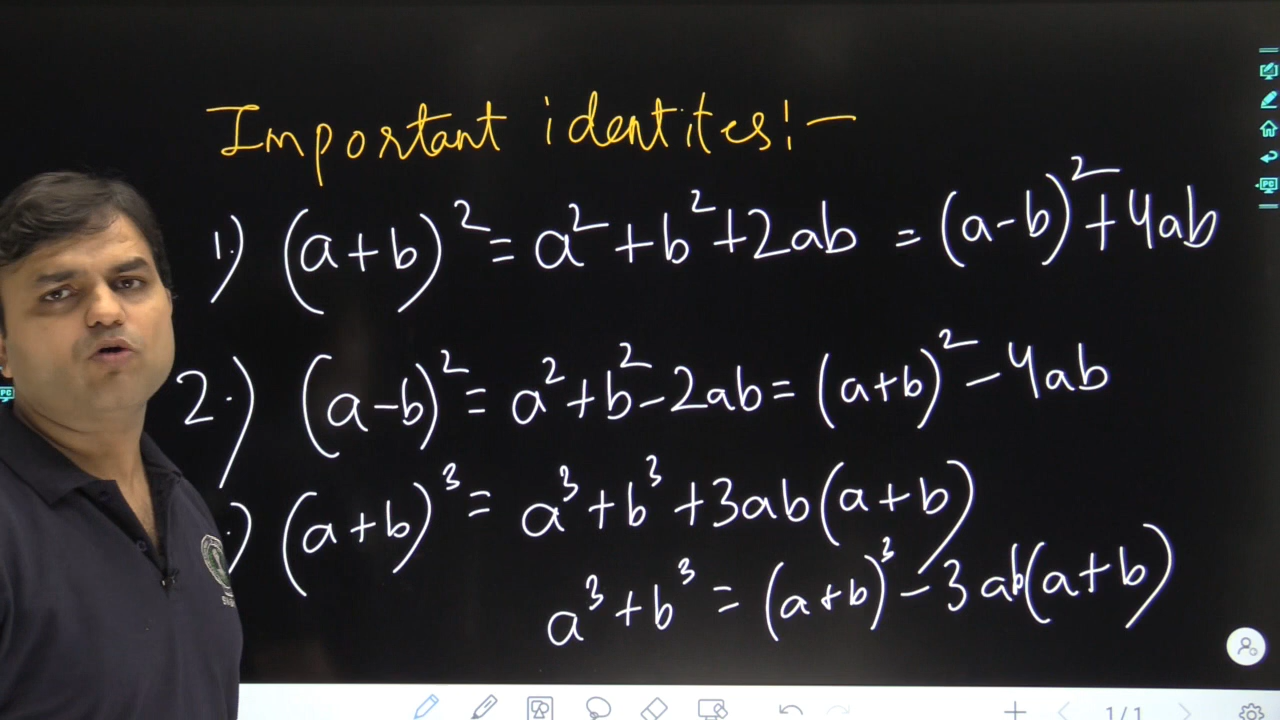 Important identites:-
1.) (a+b)² = a² + b² + 2ab = (a-b)² + 4ab
2.) (a-b)² = a² + b² - 2ab = (a+b)² - 4ab
.) (a+b)³ = a³ + b³ + 3ab(a+b)
a³ + b³ = (a+b)³ - 3ab(a+b)
1/1